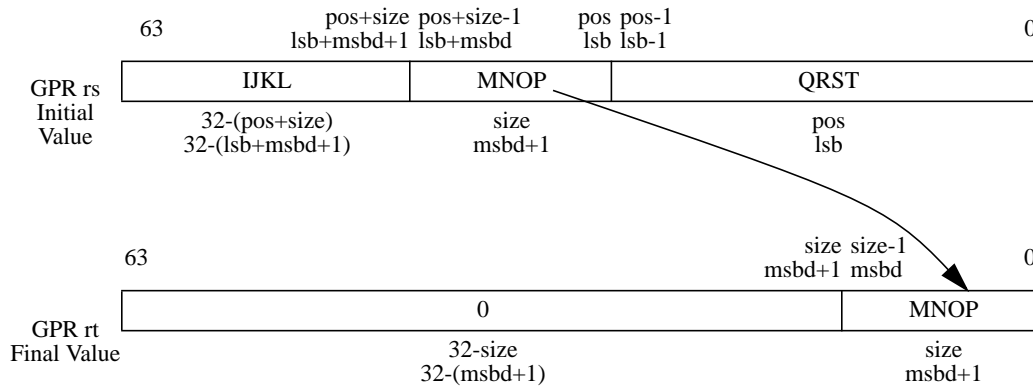 63 pos+size pos+size-1 pos pos-1 0
lsb+msbd+1 lsb+msbd lsb lsb-1
GPR rs Initial Value
IJKL MNOP QRST
32-(pos+size) size pos
32-(lsb+msbd+1) msbd+1 lsb
63 size size-1 0
msbd+1 msbd
GPR rt
Final Value
0 MNOP
32-size size
32-(msbd+1) msbd+1